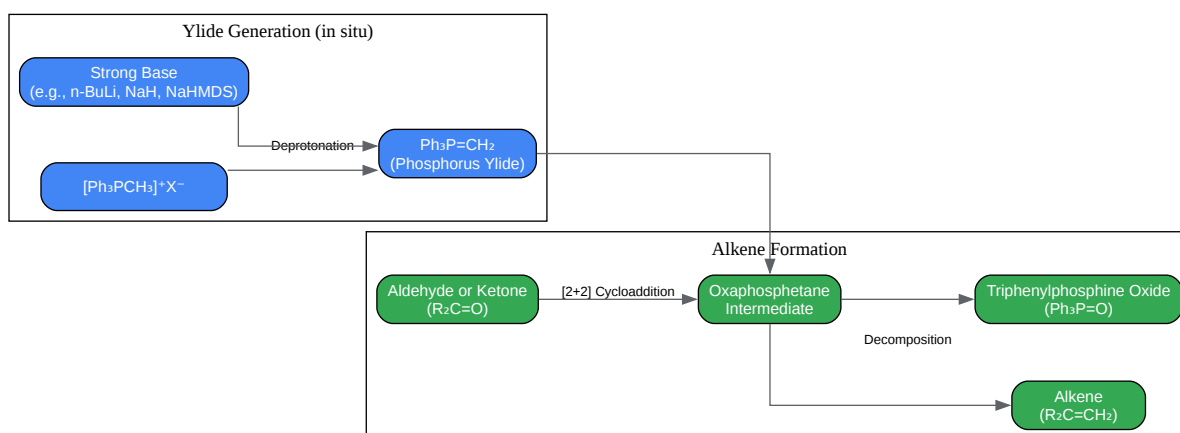 Ylide Generation (in situ)
Strong Base
(e.g., n-BuLi, NaH, NaHMDS)
Deprotonation
Ph₃P=CH₂
(Phosphorus Ylide)
[Ph₃PCH₃]⁺X⁻
Alkene Formation
Aldehyde or Ketone
(R₂C=O)
[2+2] Cycloaddition
Oxaphosphetane
Intermediate
Triphenylphosphine Oxide
(Ph₃P=O)
Decomposition
Alkene
(R₂C=CH₂)